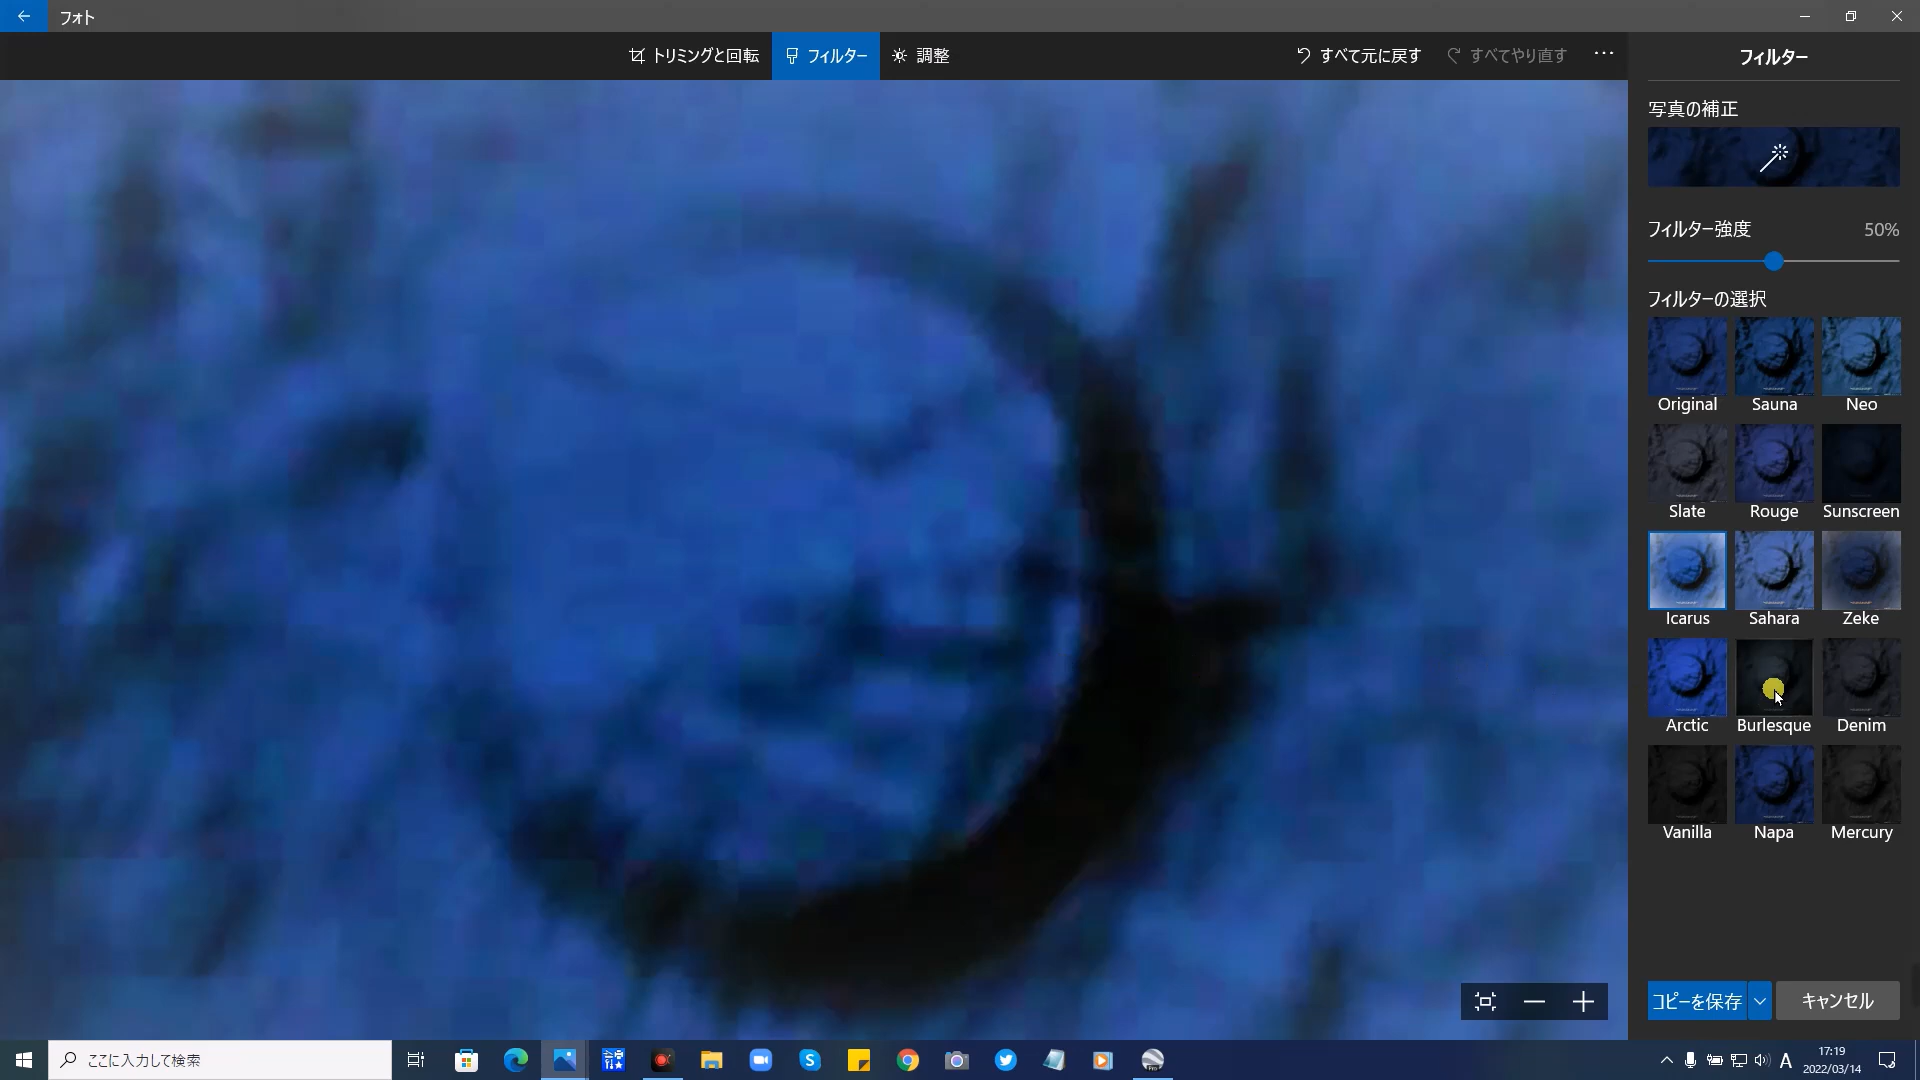 フォト
トリミングと回転
フィルター
調整
すべて元に戻す
すべてやり直す
フィルター
写真の補正
フィルター強度
50%
フィルターの選択
Original
Sauna
Neo
Slate
Rouge
Sunscreen
Icarus
Sahara
Zeke
Arctic
Burlesque
Denim
Vanilla
Napa
Mercury
コピーを保存
キャンセル
ここに入力して検索
A
17:19
2022/03/14